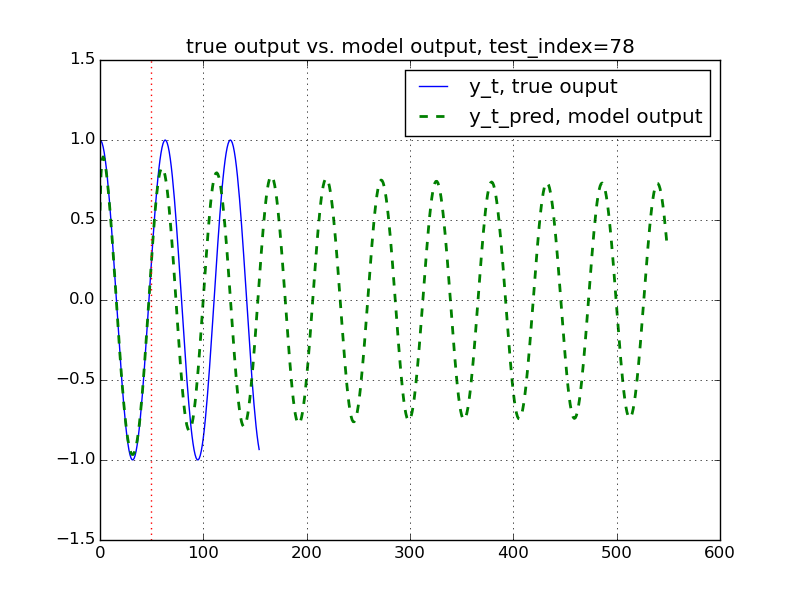 true output vs. model output, test_index=78
y_t, true ouput
y_t_pred, model output
1.5
1.0
0.5
0.0
−0.5
−1.0
−1.5
0 100 200 300 400 500 600